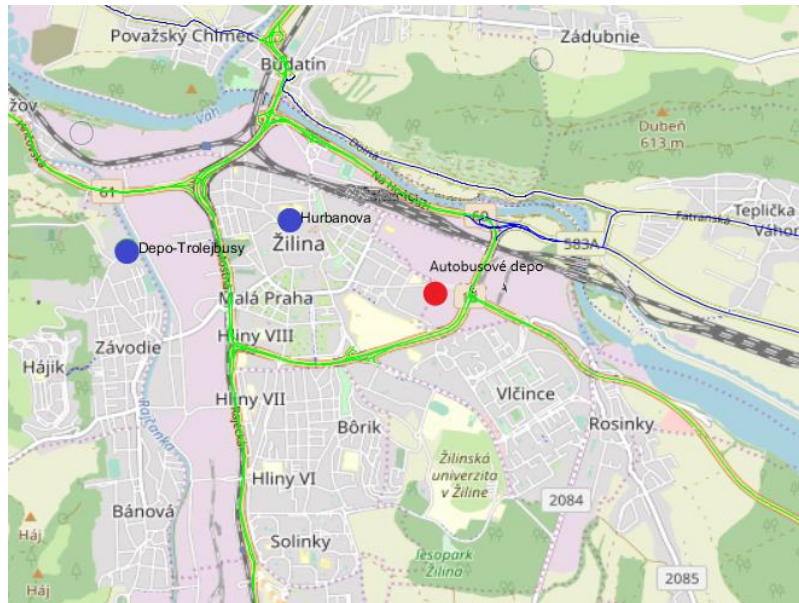 Považský Chlmec
Zádubnie
Budatín
Váh
Dubeň
613 m
Dolná
61
Hurbanova
Žilina
Fatranská
Teplička
Váhom
583A
Depo-Trolejbusy
Autobusové depo
Malá Praha
Závodie
Hliny VIII
Hájik
Vlčince
Hliny VII
Rajecká
Rosinky
Bôrik
Rajčanka
Žilinská
univerzita
v Žiline
Hliny VI
2084
Bánová
Háj
Solinky
lesopark
Žilina
2085
Háj